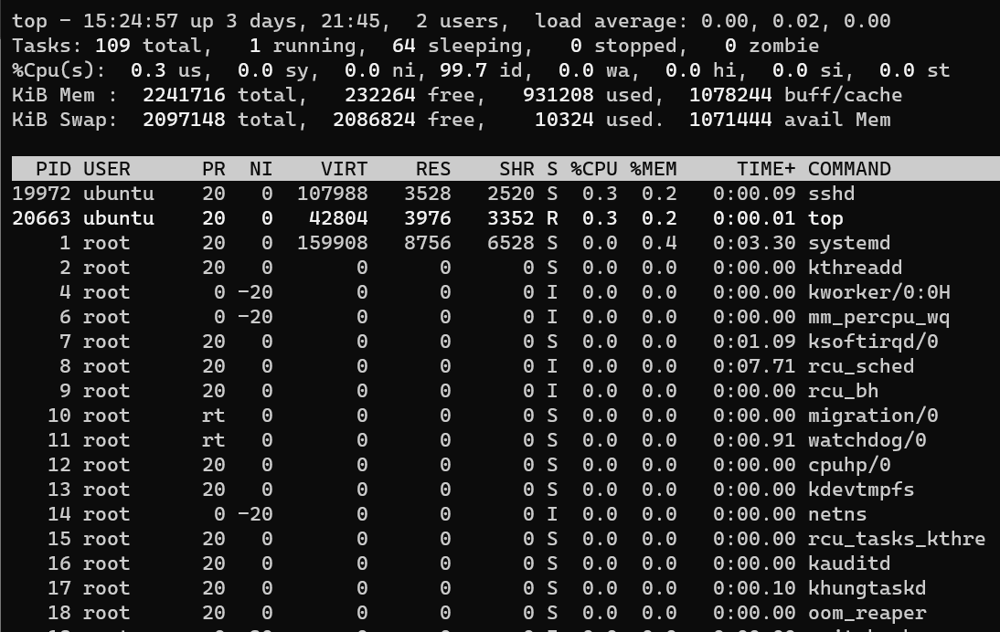 top - 15:24:57 up 3 days, 21:45,  2 users,  load average: 0.00, 0.02, 0.00
Tasks: 109 total,   1 running,  64 sleeping,   0 stopped,   0 zombie
%Cpu(s):  0.3 us,  0.0 sy,  0.0 ni, 99.7 id,  0.0 wa,  0.0 hi,  0.0 si,  0.0 st
KiB Mem :  2241716 total,   232264 free,   931208 used,  1078244 buff/cache
KiB Swap:  2097148 total,  2086824 free,    10324 used.  1071444 avail Mem

  PID USER      PR  NI    VIRT    RES    SHR S %CPU %MEM     TIME+ COMMAND
19972 ubuntu    20   0  107988   3528   2520 S  0.3  0.2   0:00.09 sshd
20663 ubuntu    20   0   42804   3976   3352 R  0.3  0.2   0:00.01 top
    1 root      20   0  159908   8756   6528 S  0.0  0.4   0:03.30 systemd
    2 root      20   0       0      0      0 S  0.0  0.0   0:00.00 kthreadd
    4 root       0 -20       0      0      0 I  0.0  0.0   0:00.00 kworker/0:0H
    6 root       0 -20       0      0      0 I  0.0  0.0   0:00.00 mm_percpu_wq
    7 root      20   0       0      0      0 S  0.0  0.0   0:01.09 ksoftirqd/0
    8 root      20   0       0      0      0 I  0.0  0.0   0:07.71 rcu_sched
    9 root      20   0       0      0      0 I  0.0  0.0   0:00.00 rcu_bh
   10 root      rt   0       0      0      0 S  0.0  0.0   0:00.00 migration/0
   11 root      rt   0       0      0      0 S  0.0  0.0   0:00.91 watchdog/0
   12 root      20   0       0      0      0 S  0.0  0.0   0:00.00 cpuhp/0
   13 root      20   0       0      0      0 S  0.0  0.0   0:00.00 kdevtmpfs
   14 root       0 -20       0      0      0 I  0.0  0.0   0:00.00 netns
   15 root      20   0       0      0      0 S  0.0  0.0   0:00.00 rcu_tasks_kthre
   16 root      20   0       0      0      0 S  0.0  0.0   0:00.00 kauditd
   17 root      20   0       0      0      0 S  0.0  0.0   0:00.10 khungtaskd
   18 root      20   0       0      0      0 S  0.0  0.0   0:00.00 oom_reaper